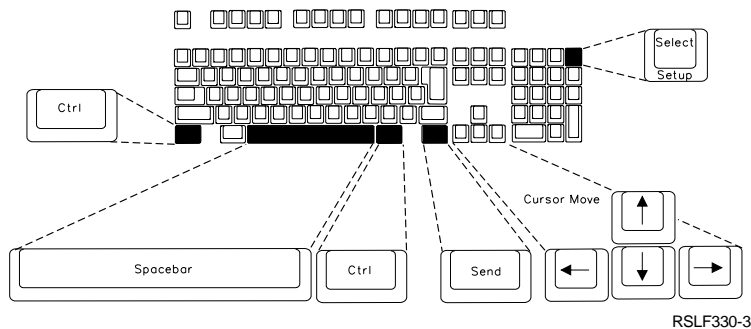 Select
Setup
Ctrl
Cursor Move
Spacebar
Ctrl
Send
RSLF330-3